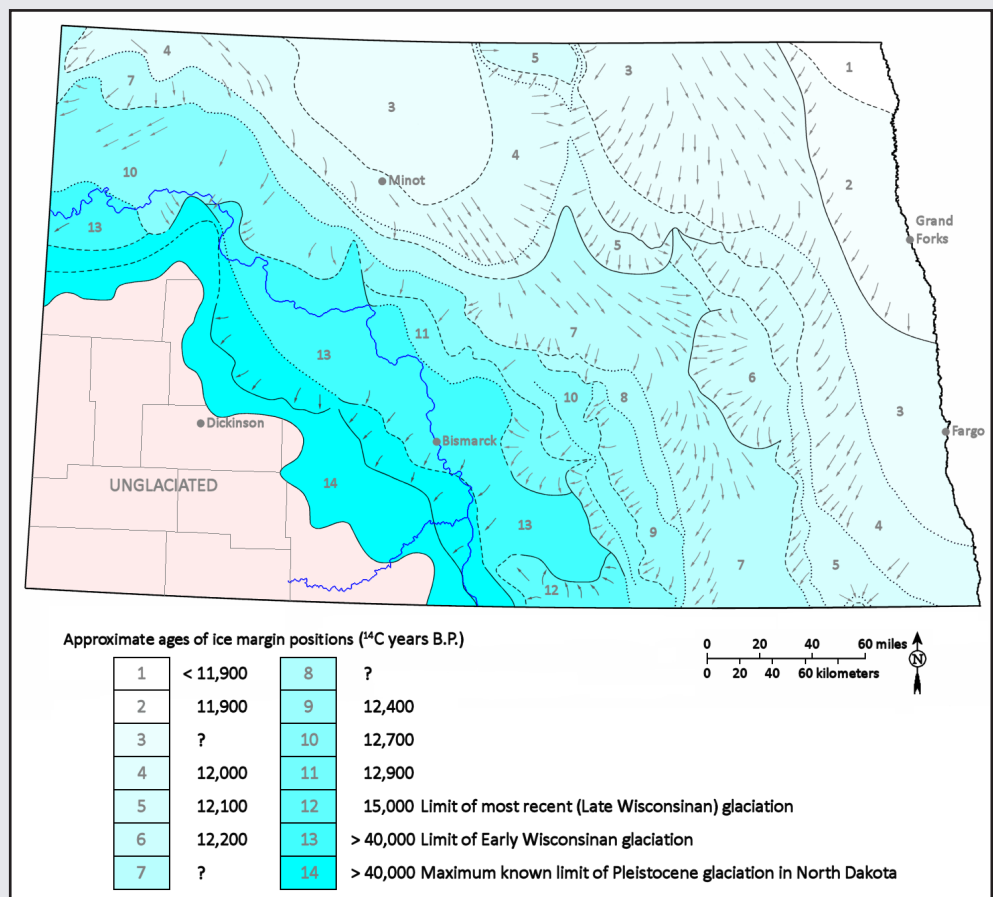 4
5
3
1
7
3
4
10
Minot
2
13
Grand
Forks
5
11
7
13
6
10
8
3
Dickinson
Fargo
Bismarck
UNGLACIATED
14
13
4
9
7
5
12
Approximate ages of ice margin positions (¹⁴C years B.P.)
0 20 40 60 miles
0 20 40 60 kilometers
N
1 < 11,900
2 11,900
3 ?
4 12,000
5 12,100
6 12,200
7 ?
8 ?
9 12,400
10 12,700
11 12,900
12 15,000 Limit of most recent (Late Wisconsinan) glaciation
13 > 40,000 Limit of Early Wisconsinan glaciation
14 > 40,000 Maximum known limit of Pleistocene glaciation in North Dakota